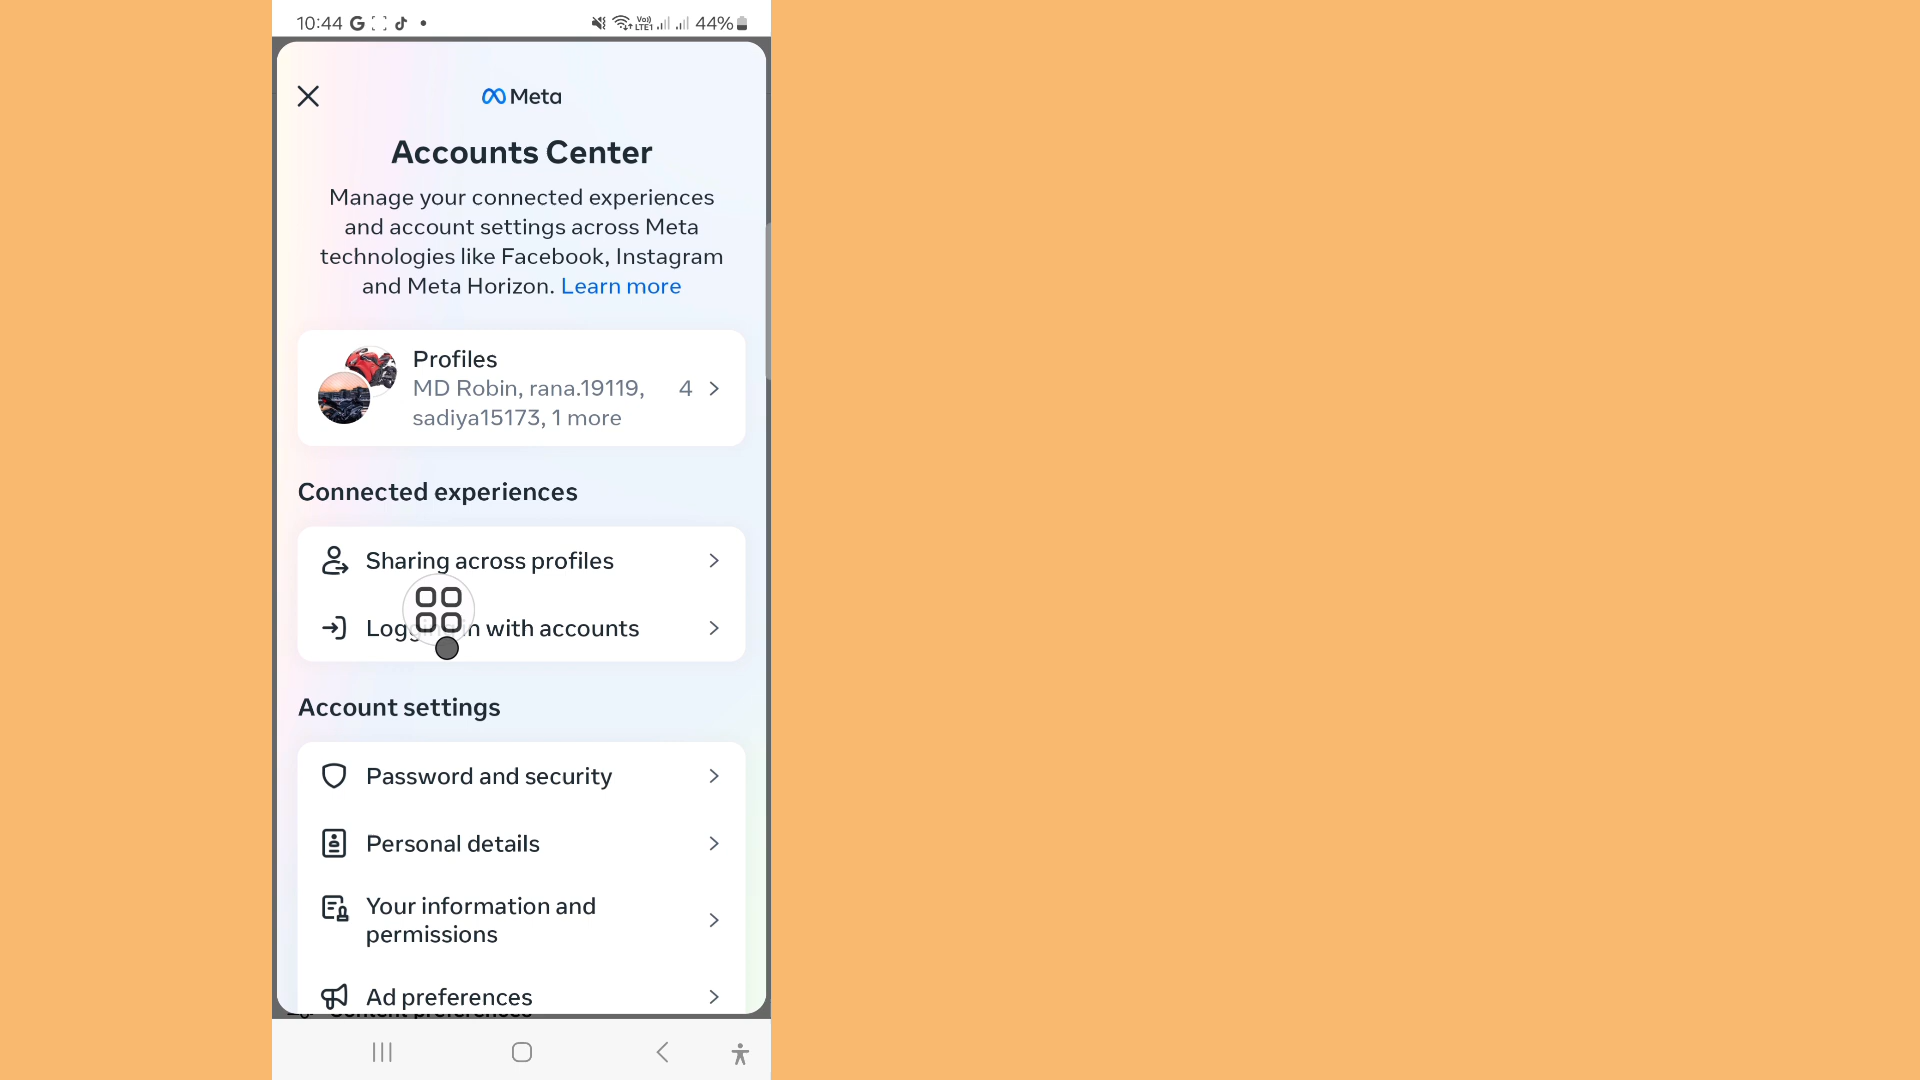 10:44
Vo)) LTE1 44%
Meta
Accounts Center
Manage your connected experiences
and account settings across Meta
technologies like Facebook, Instagram
and Meta Horizon. Learn more
Profiles
MD Robin, rana.19119,
sadiya15173, 1 more
4
Connected experiences
Sharing across profiles
Logging in with accounts
Account settings
Password and security
Personal details
Your information and
permissions
Ad preferences
Content preferences